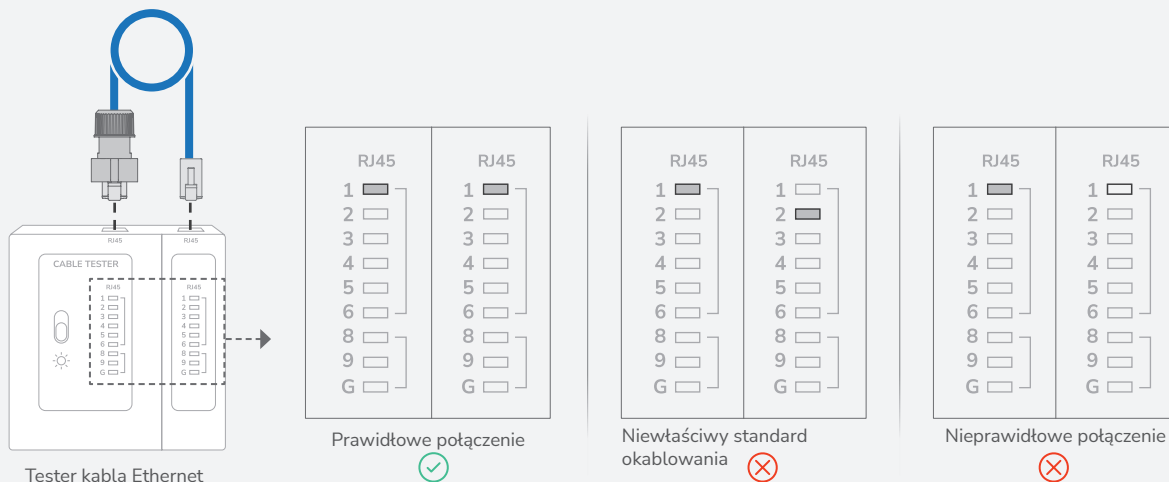 RJ45 RJ45
CABLE TESTER
RJ45 RJ45
1 1
2 2
3 3
4 4
5 5
6 6
8 8
9 9
G G
Tester kabla Ethernet
RJ45 RJ45
1 1
2 2
3 3
4 4
5 5
6 6
8 8
9 9
G G
Prawidłowe połączenie
RJ45 RJ45
1 1
2 2
3 3
4 4
5 5
6 6
8 8
9 9
G G
Niewłaściwy standard
okablowania
RJ45 RJ45
1 1
2 2
3 3
4 4
5 5
6 6
8 8
9 9
G G
Nieprawidłowe połączenie